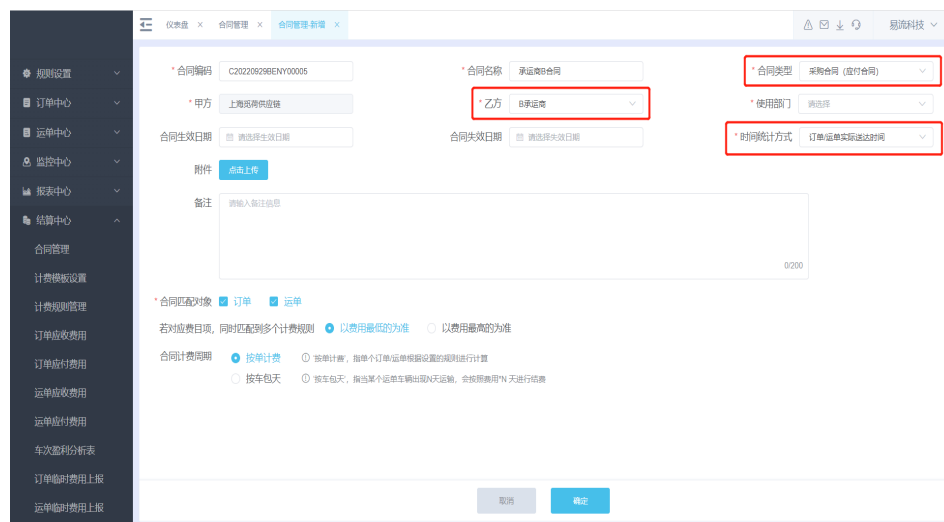 仪表盘 × 合同管理 × 合同管理-新增 × 易流科技
规则设置
订单中心
运单中心
监控中心
报表中心
结算中心
合同管理
计费模板设置
计费规则管理
订单应收费用
订单应付费用
运单应收费用
运单应付费用
车次盈利分析表
订单临时费用上报
运单临时费用上报
* 合同编码 C20220929BENY00005 * 合同名称 承运商B合同 * 合同类型 采购合同（应付合同）
* 甲方 上海览荷供应链 * 乙方 B承运商 * 使用部门 请选择
合同生效日期 请选择生效日期 合同失效日期 请选择失效日期 * 时间统计方式 订单/运单实际送达时间
附件 点击上传
备注 请输入备注信息
0/200
* 合同匹配对象 订单 运单
若对应费目项，同时匹配到多个计费规则 以费用最低的为准 以费用最高的为准
合同计费周期 按单计费 '按单计费'，指单个订单/运单根据设置的规则进行计算
按车包天 '按车包天'，指当某个运单车辆出现N天运输，会按照费用*N 天进行结费
取消 确定